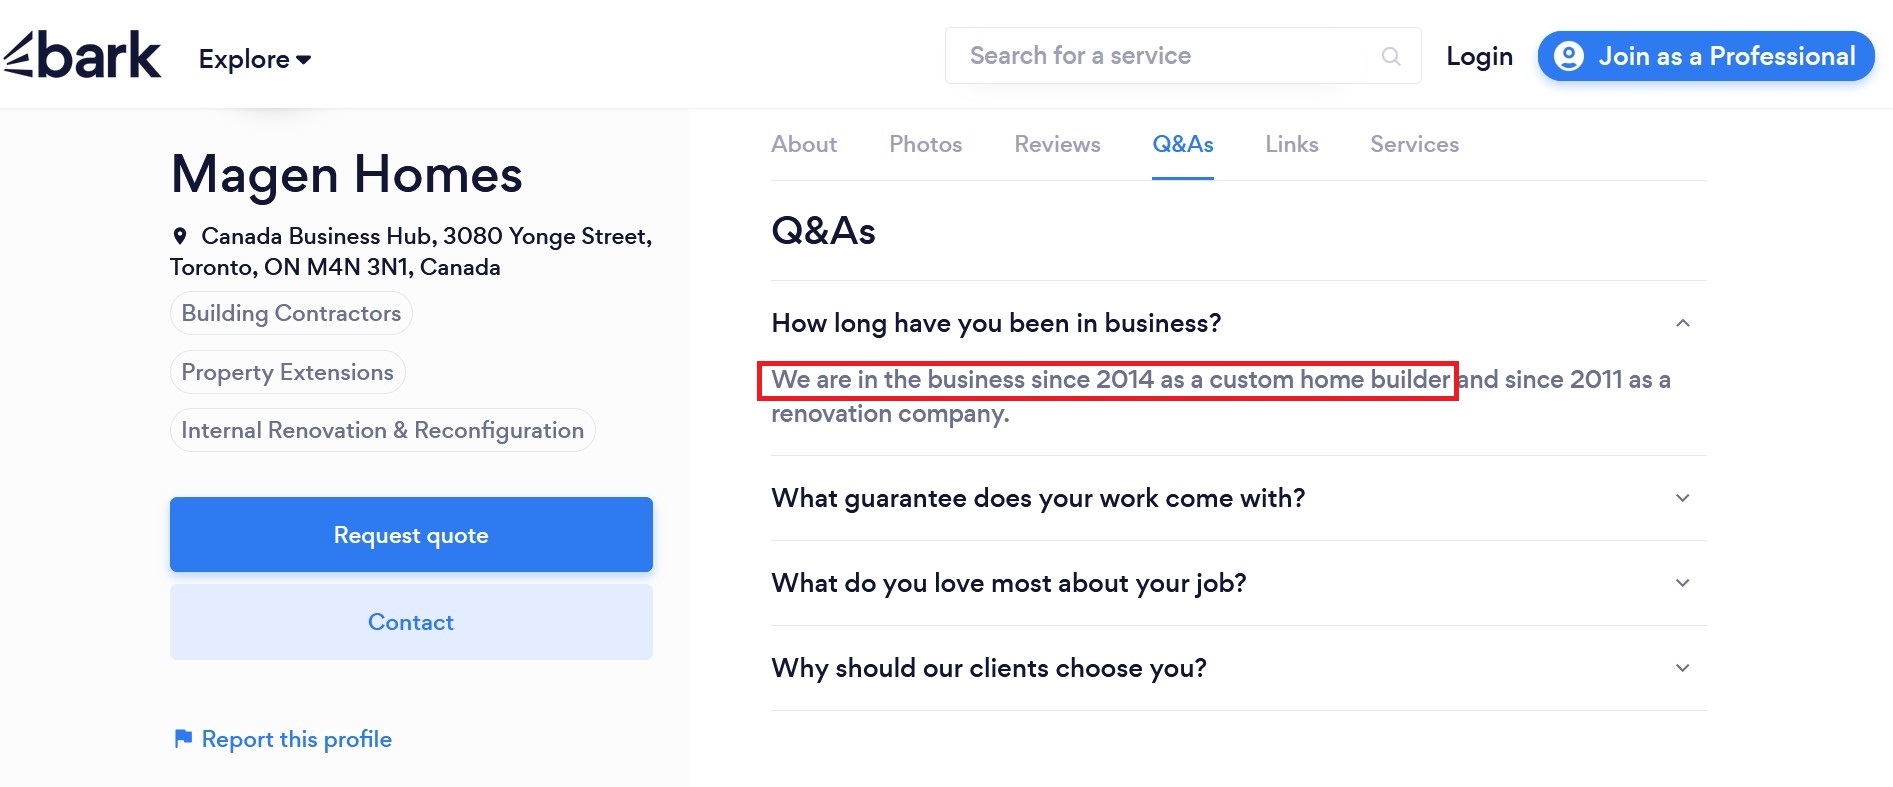 bark
Explore
Search for a service
Login
Join as a Professional
Magen Homes
Canada Business Hub, 3080 Yonge Street,
Toronto, ON M4N 3N1, Canada
Building Contractors
Property Extensions
Internal Renovation & Reconfiguration
Request quote
Contact
Report this profile
About Photos Reviews Q&As Links Services
Q&As
How long have you been in business?
We are in the business since 2014 as a custom home builder and since 2011 as a
renovation company.
What guarantee does your work come with?
What do you love most about your job?
Why should our clients choose you?